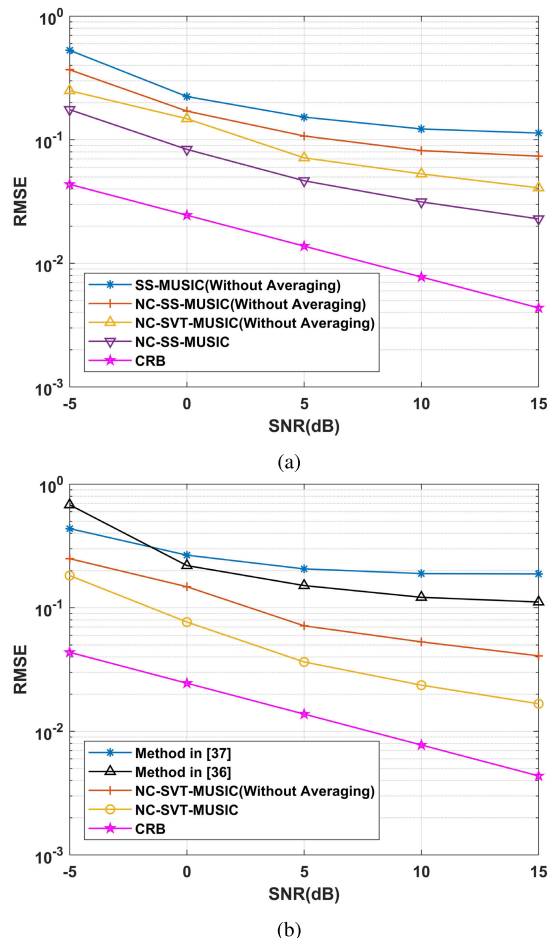 10^0
10^-1
10^-2
10^-3
RMSE
SS-MUSIC(Without Averaging)
NC-SS-MUSIC(Without Averaging)
NC-SVT-MUSIC(Without Averaging)
NC-SS-MUSIC
CRB
-5 0 5 10 15
SNR(dB)
(a)
10^0
10^-1
10^-2
10^-3
RMSE
Method in [37]
Method in [36]
NC-SVT-MUSIC(Without Averaging)
NC-SVT-MUSIC
CRB
-5 0 5 10 15
SNR(dB)
(b)